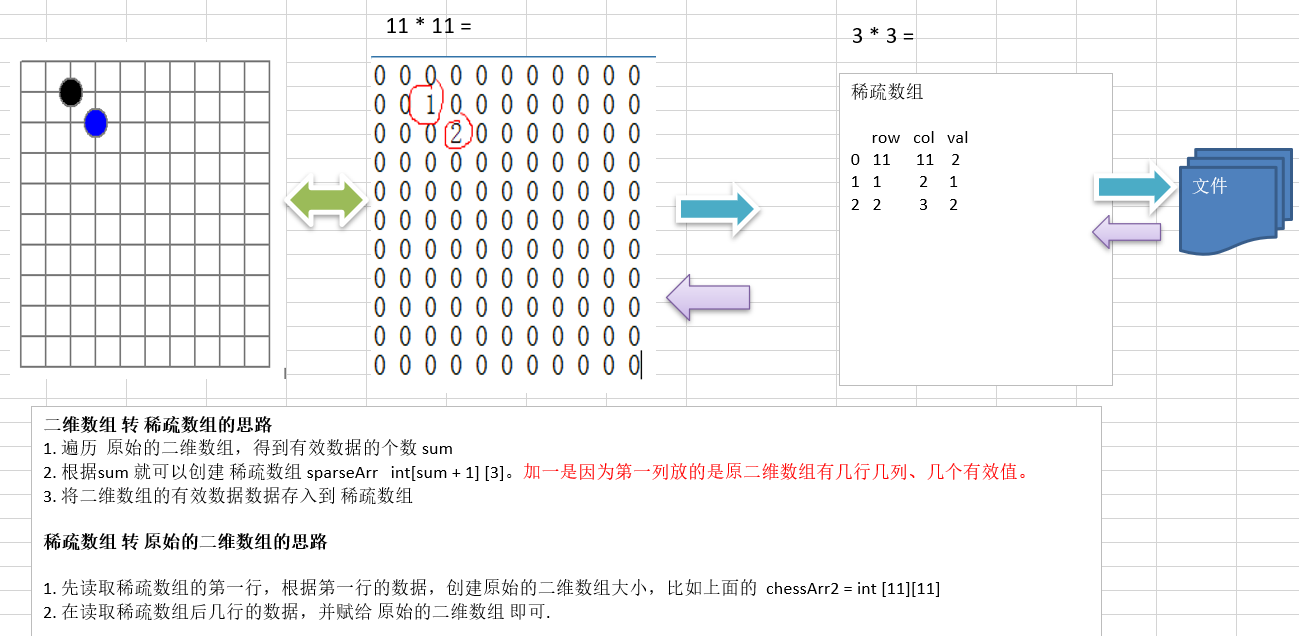 11 * 11 =
0 0 0 0 0 0 0 0 0 0 0
0 0 1 0 0 0 0 0 0 0 0
0 0 0 2 0 0 0 0 0 0 0
0 0 0 0 0 0 0 0 0 0 0
0 0 0 0 0 0 0 0 0 0 0
0 0 0 0 0 0 0 0 0 0 0
0 0 0 0 0 0 0 0 0 0 0
0 0 0 0 0 0 0 0 0 0 0
0 0 0 0 0 0 0 0 0 0 0
0 0 0 0 0 0 0 0 0 0 0
0 0 0 0 0 0 0 0 0 0 0
3 * 3 =
稀疏数组
row col val
0 11 11 2
1 1 2 1
2 2 3 2
文件
二维数组 转 稀疏数组的思路
1. 遍历 原始的二维数组，得到有效数据的个数 sum
2. 根据sum 就可以创建 稀疏数组 sparseArr int[sum + 1] [3]。加一是因为第一列放的是原二维数组有几行几列、几个有效值。
3. 将二维数组的有效数据数据存入到 稀疏数组
稀疏数组 转 原始的二维数组的思路
1. 先读取稀疏数组的第一行，根据第一行的数据，创建原始的二维数组大小，比如上面的 chessArr2 = int [11][11]
2. 在读取稀疏数组后几行的数据，并赋给 原始的二维数组 即可.